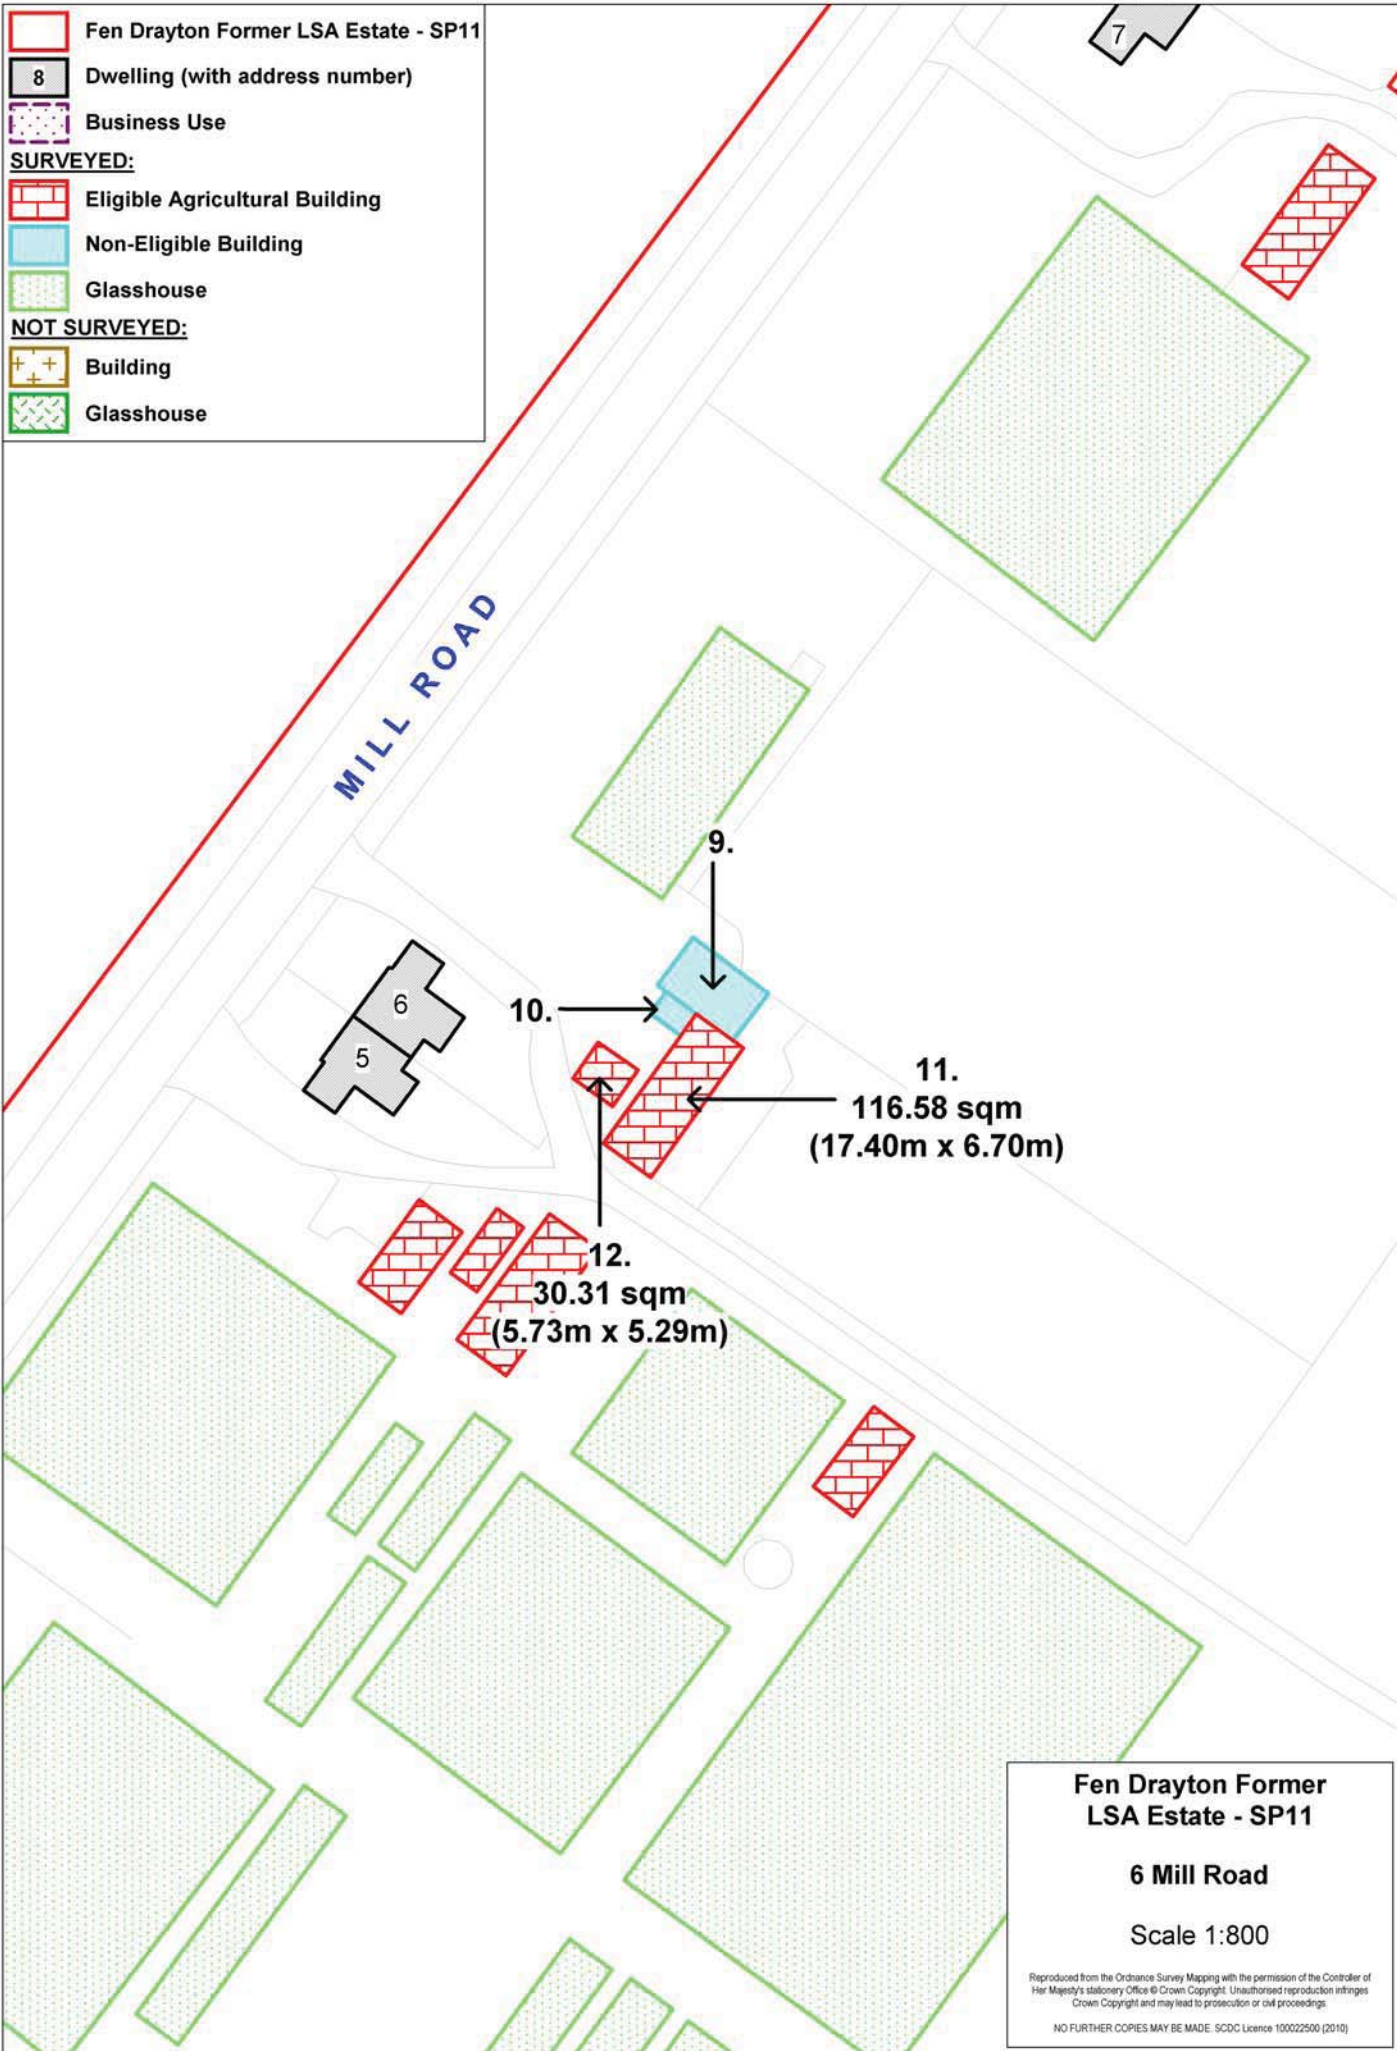 Fen Drayton Former LSA Estate - SP11
8 Dwelling (with address number)
Business Use
SURVEYED:
Eligible Agricultural Building
Non-Eligible Building
Glasshouse
NOT SURVEYED:
Building
Glasshouse
7
MILL ROAD
9.
6
10.
5
11.
116.58 sqm
(17.40m x 6.70m)
12.
30.31 sqm
(5.73m x 5.29m)
Fen Drayton Former
LSA Estate - SP11
6 Mill Road
Scale 1:800
Reproduced from the Ordnance Survey Mapping with the permission of the Controller of
Her Majesty's stationery Office © Crown Copyright. Unauthorised reproduction infringes
Crown Copyright and may lead to prosecution or civil proceedings.
NO FURTHER COPIES MAY BE MADE. SCDC Licence 100022500 (2010)